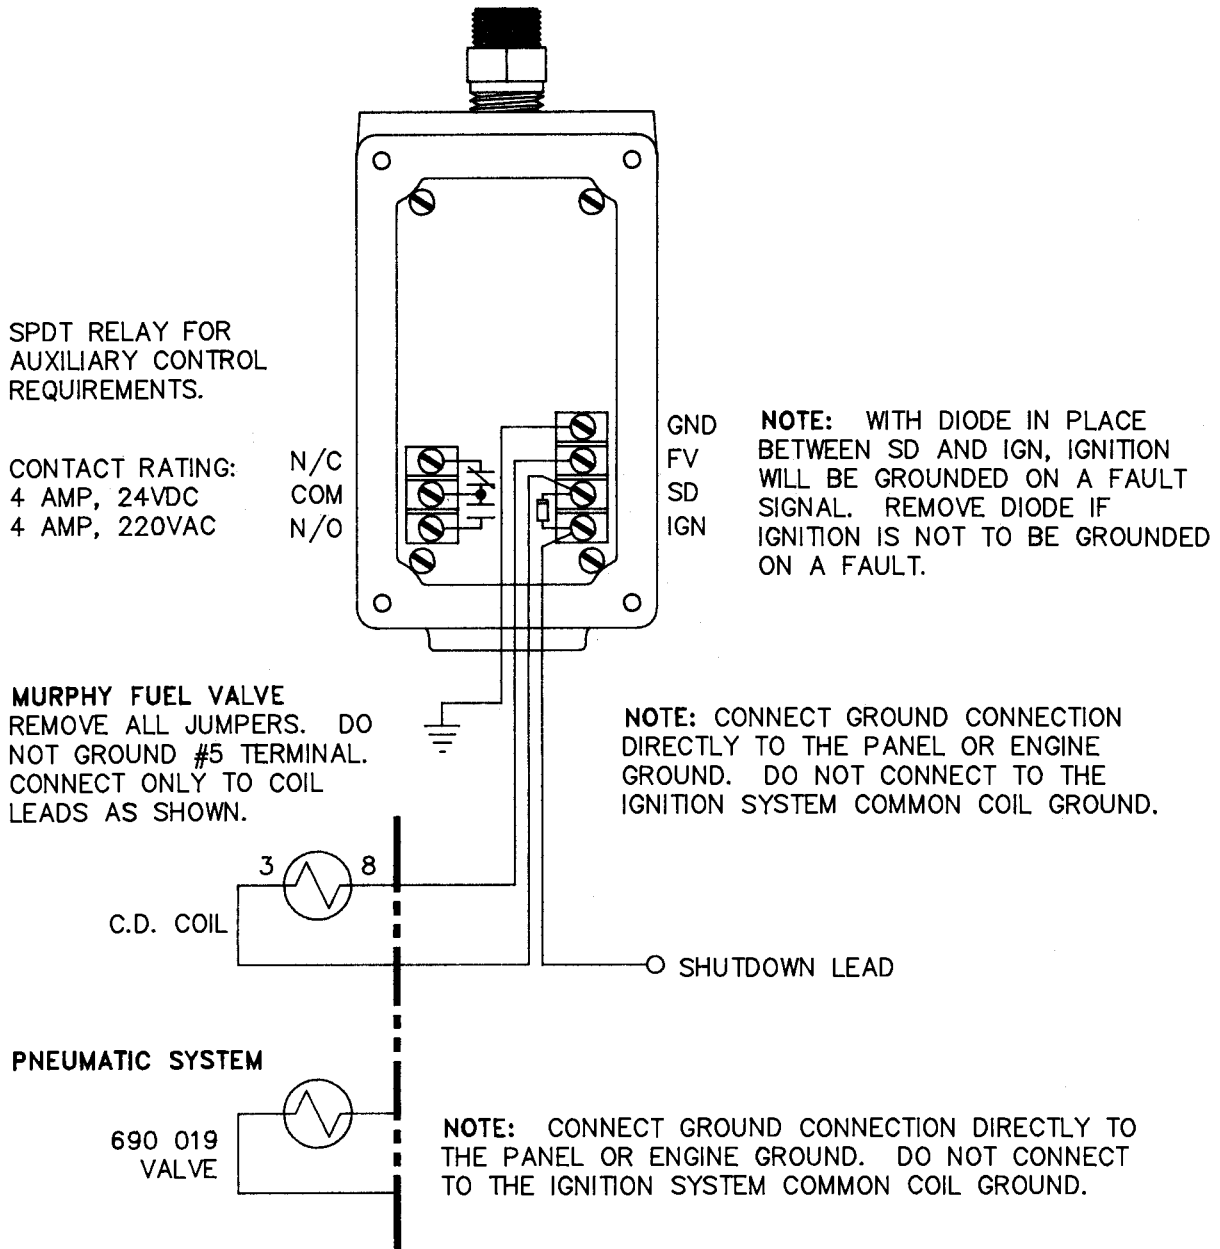 SPDT RELAY FOR
AUXILIARY CONTROL
REQUIREMENTS.
CONTACT RATING:
4 AMP, 24VDC
4 AMP, 220VAC
N/C
COM
N/O
GND
FV
SD
IGN
NOTE: WITH DIODE IN PLACE
BETWEEN SD AND IGN, IGNITION
WILL BE GROUNDED ON A FAULT
SIGNAL. REMOVE DIODE IF
IGNITION IS NOT TO BE GROUNDED
ON A FAULT.
MURPHY FUEL VALVE
REMOVE ALL JUMPERS. DO
NOT GROUND #5 TERMINAL.
CONNECT ONLY TO COIL
LEADS AS SHOWN.
NOTE: CONNECT GROUND CONNECTION
DIRECTLY TO THE PANEL OR ENGINE
GROUND. DO NOT CONNECT TO THE
IGNITION SYSTEM COMMON COIL GROUND.
3 8
C.D. COIL
SHUTDOWN LEAD
PNEUMATIC SYSTEM
690 019
VALVE
NOTE: CONNECT GROUND CONNECTION DIRECTLY TO
THE PANEL OR ENGINE GROUND. DO NOT CONNECT
TO THE IGNITION SYSTEM COMMON COIL GROUND.